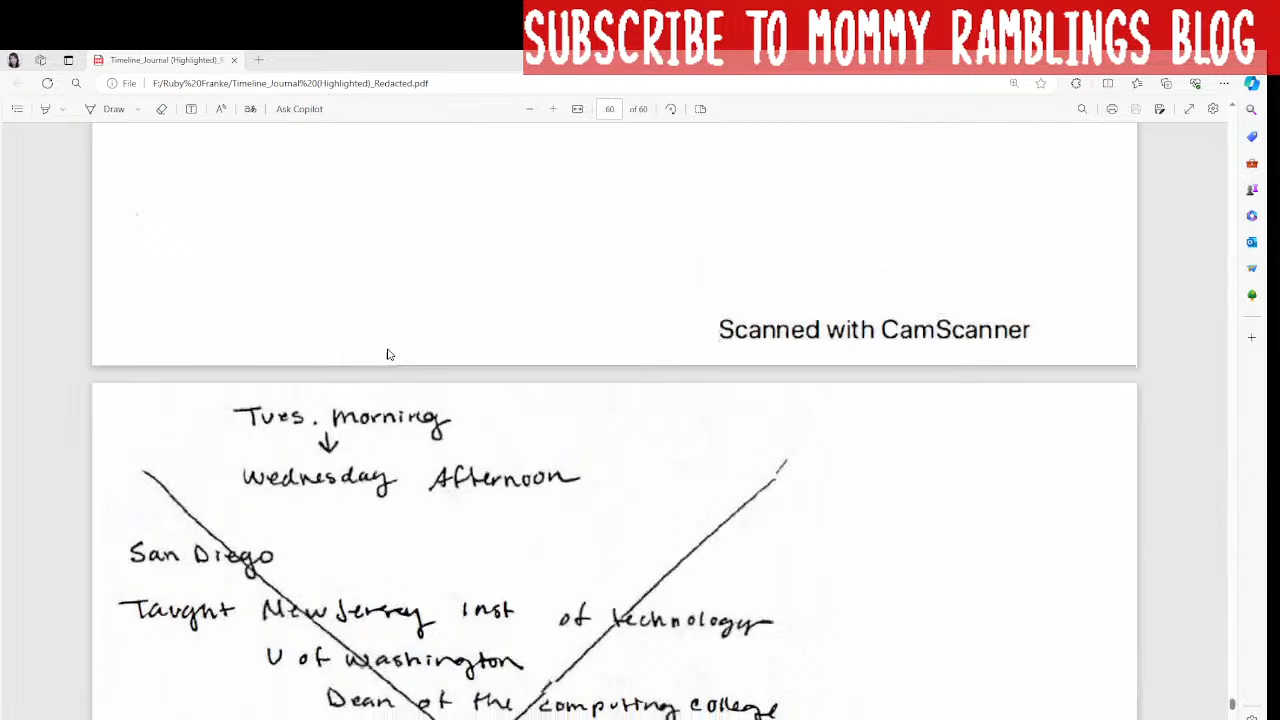 SUBSCRIBE TO MOMMY RAMBLINGS BLOG
Timeline_Journal (Highlighted)_R
File F:/Ruby%20Franke/Timeline_Journal%20(Highlighted)_Redacted.pdf
Draw Ask Copilot 60 of 60
Scanned with CamScanner
Tues. morning
Wednesday Afternoon
San Diego
Taught New Jersey Inst of technology
U of Washington
Dean of the computing college